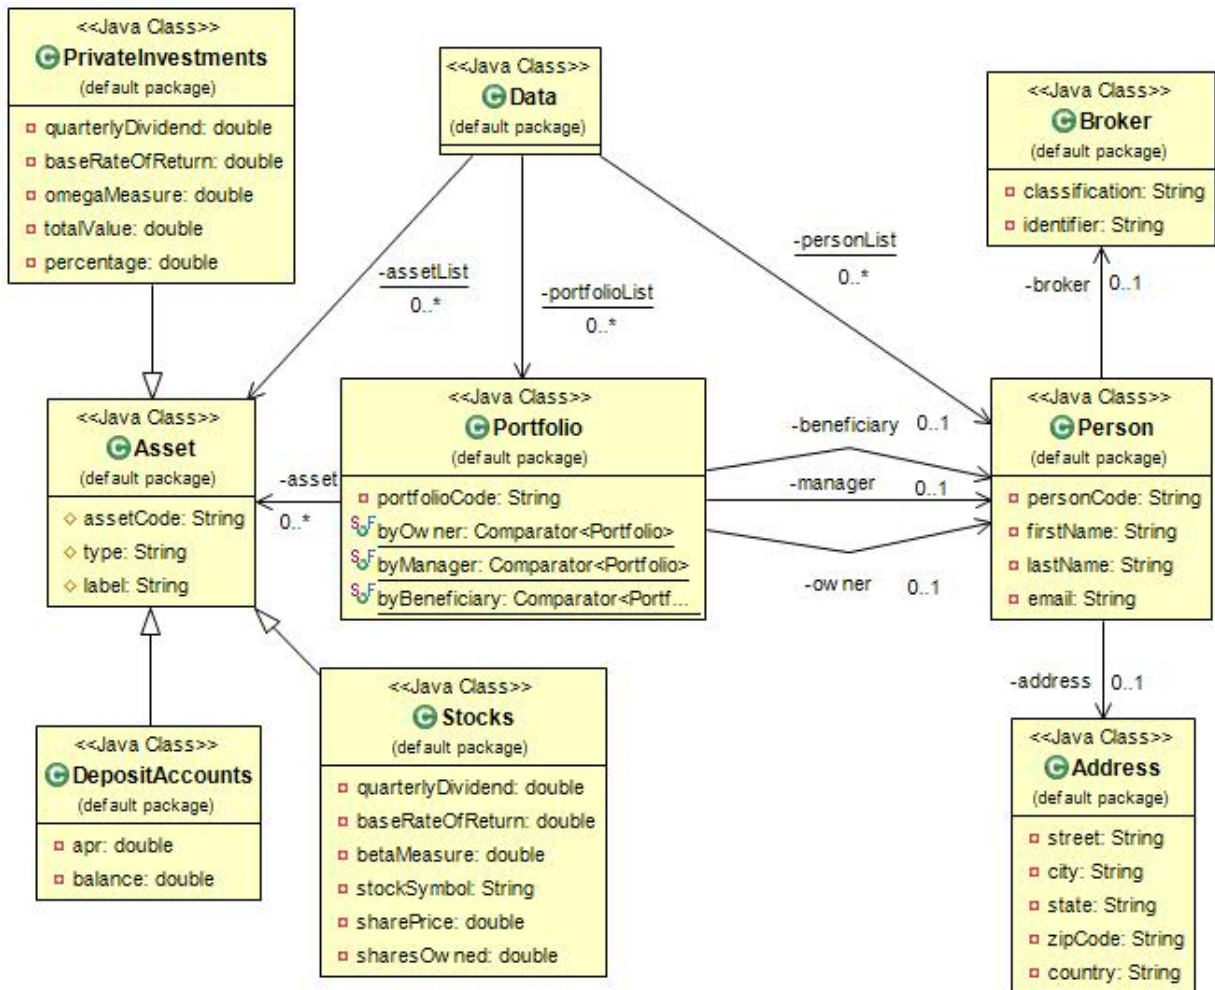 <<Java Class>>
PrivateInvestments
(default package)
quarterlyDividend: double
baseRateOfReturn: double
omegaMeasure: double
totalValue: double
percentage: double
<<Java Class>>
Data
(default package)
<<Java Class>>
Broker
(default package)
classification: String
identifier: String
-assetList
0..*
-portfolioList
0..*
-personList
0..*
-broker 0..1
<<Java Class>>
Asset
(default package)
assetCode: String
type: String
label: String
-asset
0..*
<<Java Class>>
Portfolio
(default package)
portfolioCode: String
byOwner: Comparator<Portfolio>
byManager: Comparator<Portfolio>
byBeneficiary: Comparator<Portf...
-beneficiary 0..1
-manager 0..1
-owner 0..1
<<Java Class>>
Person
(default package)
personCode: String
firstName: String
lastName: String
email: String
-address 0..1
<<Java Class>>
DepositAccounts
(default package)
apr: double
balance: double
<<Java Class>>
Stocks
(default package)
quarterlyDividend: double
baseRateOfReturn: double
betaMeasure: double
stockSymbol: String
sharePrice: double
sharesOwned: double
<<Java Class>>
Address
(default package)
street: String
city: String
state: String
zipCode: String
country: String